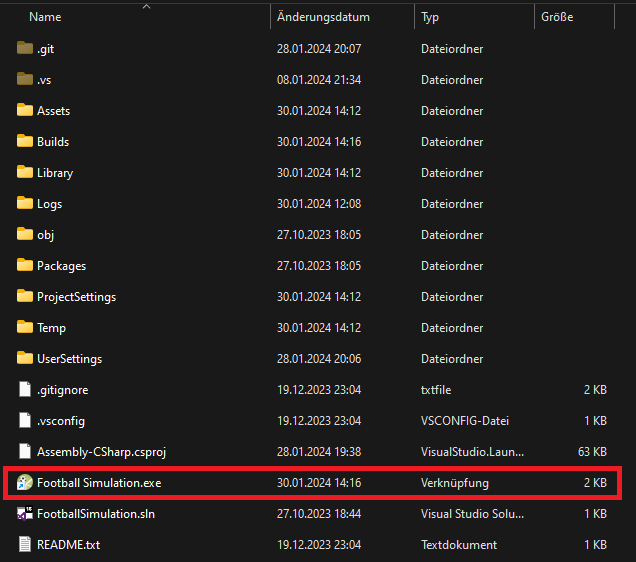 Name Änderungsdatum Typ Größe
.git 28.01.2024 20:07 Dateiordner
.vs 08.01.2024 21:34 Dateiordner
Assets 30.01.2024 14:12 Dateiordner
Builds 30.01.2024 14:16 Dateiordner
Library 30.01.2024 14:12 Dateiordner
Logs 30.01.2024 12:08 Dateiordner
obj 27.10.2023 18:05 Dateiordner
Packages 27.10.2023 18:05 Dateiordner
ProjectSettings 30.01.2024 14:12 Dateiordner
Temp 30.01.2024 14:12 Dateiordner
UserSettings 28.01.2024 20:06 Dateiordner
.gitignore 19.12.2023 23:04 txtfile 2 KB
.vsconfig 19.12.2023 23:04 VSCONFIG-Datei 1 KB
Assembly-CSharp.csproj 28.01.2024 19:38 VisualStudio.Laun... 63 KB
Football Simulation.exe 30.01.2024 14:16 Verknüpfung 2 KB
FootballSimulation.sln 27.10.2023 18:44 Visual Studio Solu... 1 KB
README.txt 19.12.2023 23:04 Textdokument 1 KB